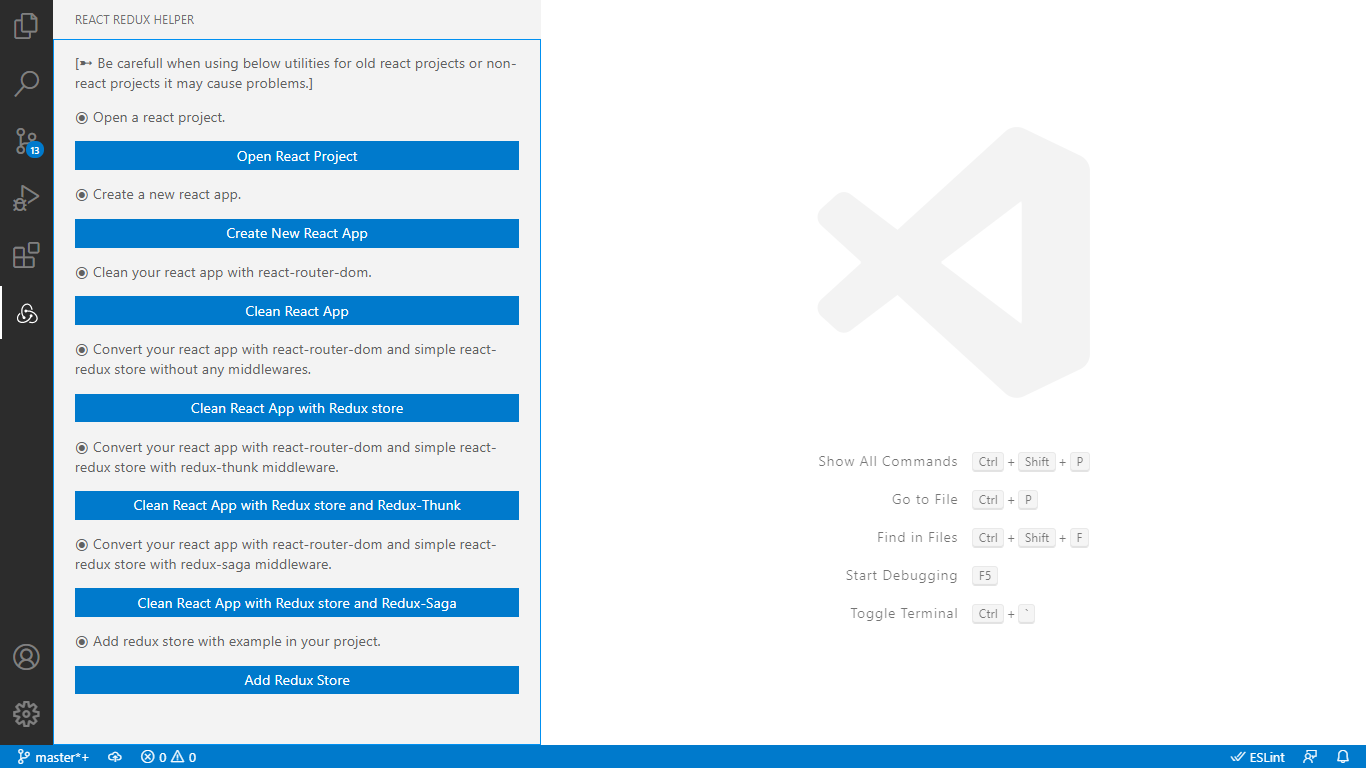 REACT REDUX HELPER
[➼ Be carefull when using below utilities for old react projects or non-
react projects it may cause problems.]
◉ Open a react project.
Open React Project
◉ Create a new react app.
Create New React App
◉ Clean your react app with react-router-dom.
Clean React App
◉ Convert your react app with react-router-dom and simple react-
redux store without any middlewares.
Clean React App with Redux store
◉ Convert your react app with react-router-dom and simple react-
redux store with redux-thunk middleware.
Clean React App with Redux store and Redux-Thunk
◉ Convert your react app with react-router-dom and simple react-
redux store with redux-saga middleware.
Clean React App with Redux store and Redux-Saga
◉ Add redux store with example in your project.
Add Redux Store
13
Show All Commands Ctrl + Shift + P
Go to File Ctrl + P
Find in Files Ctrl + Shift + F
Start Debugging F5
Toggle Terminal Ctrl + `
master*+ 0 0 ESLint